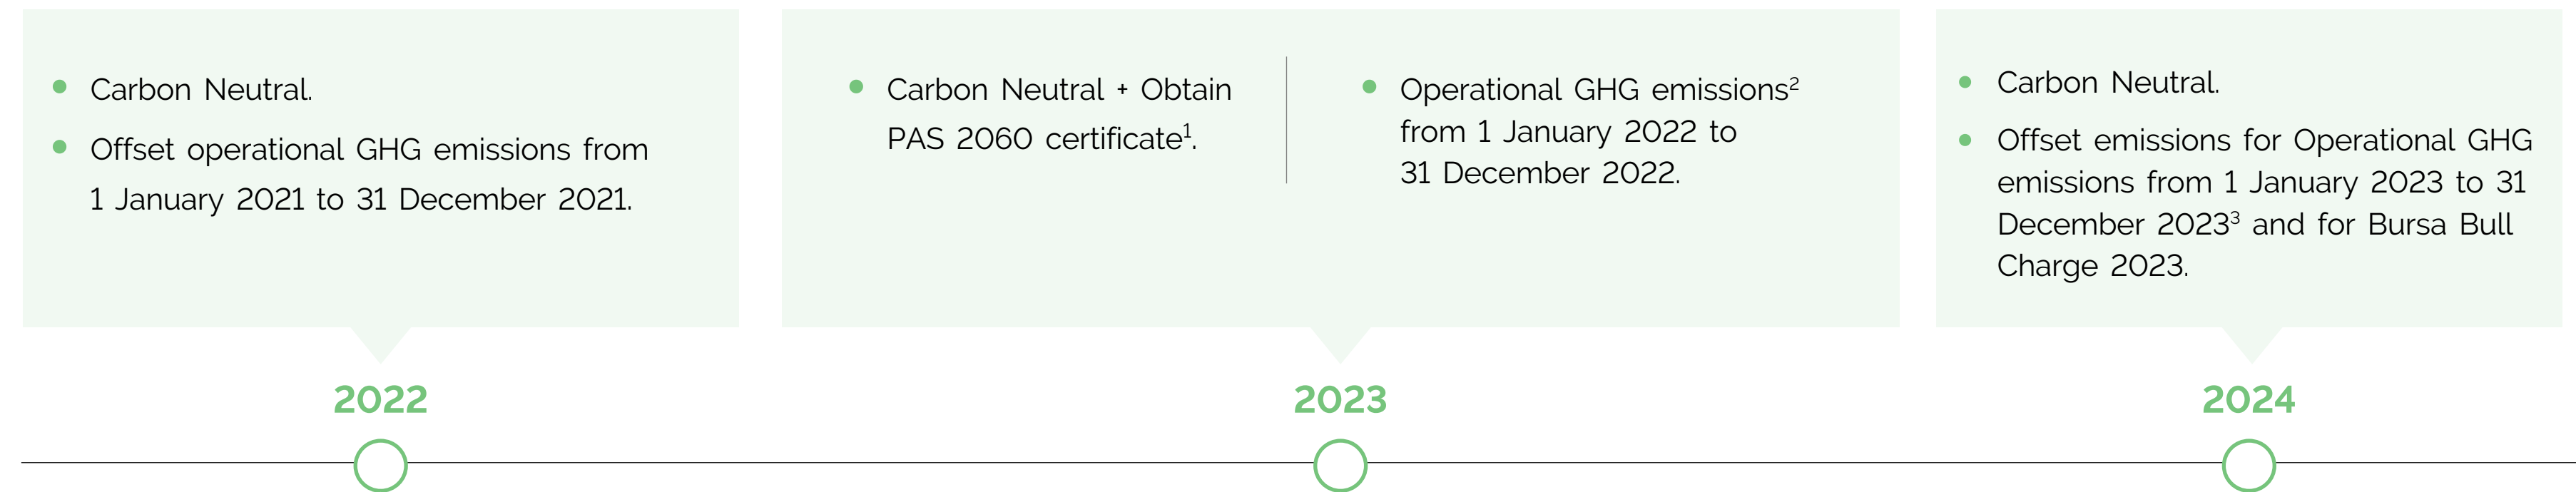 Carbon Neutral.
Offset operational GHG emissions from
1 January 2021 to 31 December 2021.
2022
Carbon Neutral + Obtain
PAS 2060 certificate¹.
Operational GHG emissions²
from 1 January 2022 to
31 December 2022.
2023
Carbon Neutral.
Offset emissions for Operational GHG
emissions from 1 January 2023 to 31
December 2023³ and for Bursa Bull
Charge 2023.
2024